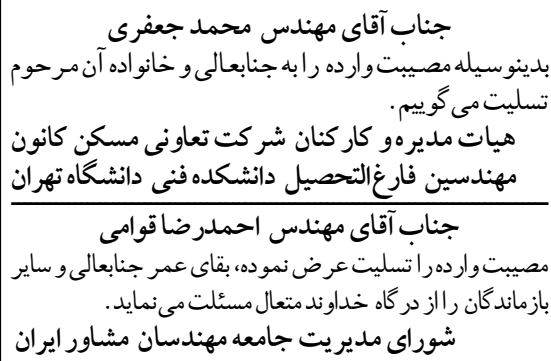 جناب آقای مهندس محمد جعفری
بدینوسیله مصیبت وارده را به جنابعالی و خانواده آن مرحوم
تسلیت می‌گوییم.
هیات مدیره و کارکنان شرکت تعاونی مسکن کانون
مهندسین فارغ‌التحصیل دانشکده فنی دانشگاه تهران
جناب آقای مهندس احمدرضا قوامی
مصیبت وارده را تسلیت عرض نموده، بقای عمر جنابعالی و سایر
بازماندگان را از درگاه خداوند متعال مسئلت می‌نماید.
شورای مدیریت جامعه مهندسان مشاور ایران